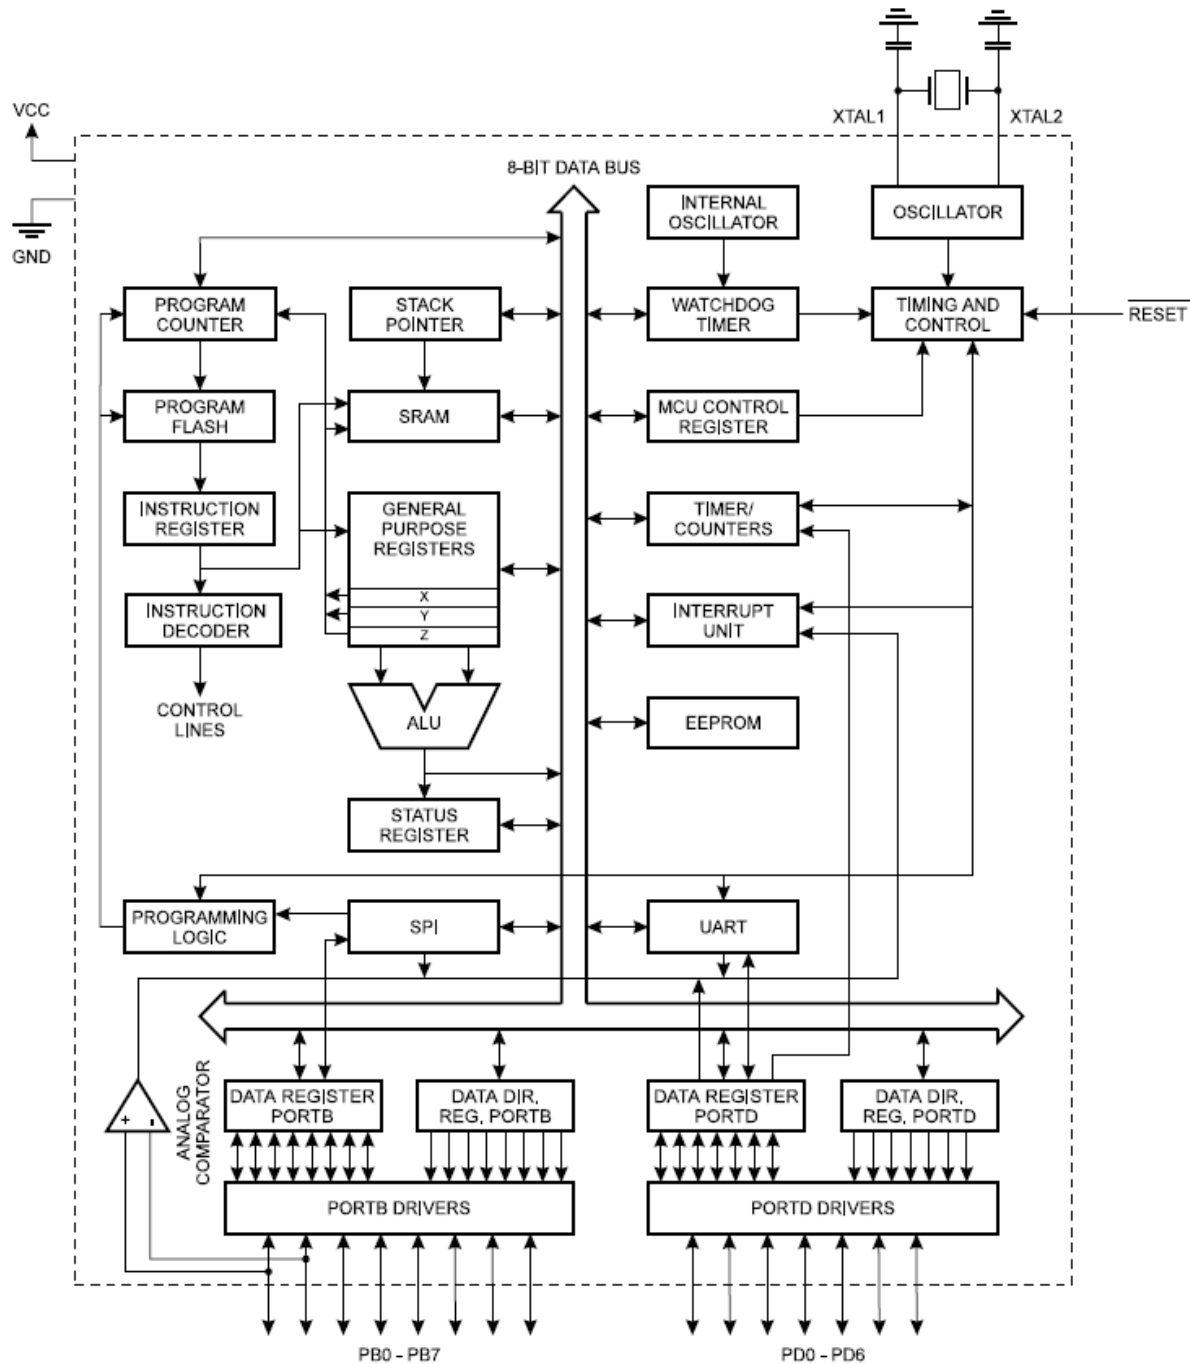 XTAL1
XTAL2
VCC
GND
8-BIT DATA BUS
INTERNAL
OSCILLATOR
OSCILLATOR
PROGRAM
COUNTER
STACK
POINTER
WATCHDOG
TIMER
TIMING AND
CONTROL
RESET
PROGRAM
FLASH
SRAM
MCU CONTROL
REGISTER
INSTRUCTION
REGISTER
GENERAL
PURPOSE
REGISTERS
X
Y
Z
TIMER/
COUNTERS
INSTRUCTION
DECODER
INTERRUPT
UNIT
CONTROL
LINES
ALU
EEPROM
STATUS
REGISTER
PROGRAMMING
LOGIC
SPI
UART
ANALOG
COMPARATOR
+
-
DATA REGISTER
PORTB
DATA DIR,
REG, PORTB
DATA REGISTER
PORTD
DATA DIR,
REG, PORTD
PORTB DRIVERS
PORTD DRIVERS
PB0 - PB7
PD0 - PD6